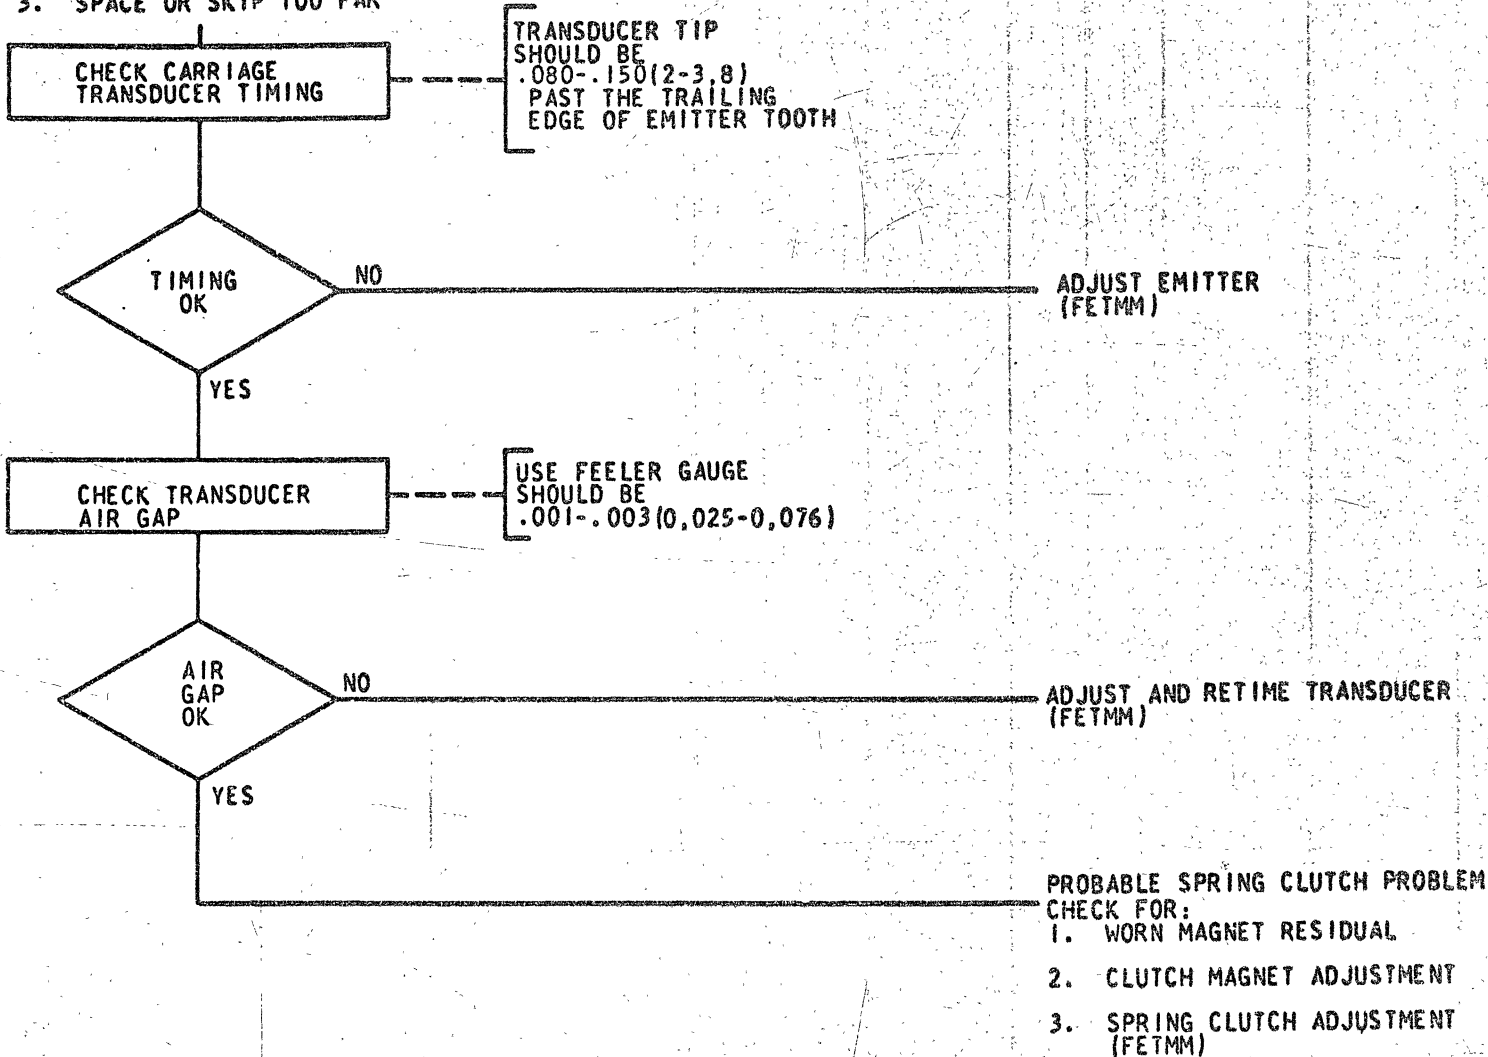 3. SPACE OR SKIP TOO FAR
CHECK CARRIAGE
TRANSDUCER TIMING
TRANSDUCER TIP
SHOULD BE
.080-.150(2-3,8)
PAST THE TRAILING
EDGE OF EMITTER TOOTH
TIMING
OK
NO
ADJUST EMITTER
(FETMM)
YES
CHECK TRANSDUCER
AIR GAP
USE FEELER GAUGE
SHOULD BE
.001-.003(0,025-0,076)
AIR
GAP
OK
NO
ADJUST AND RETIME TRANSDUCER
(FETMM)
YES
PROBABLE SPRING CLUTCH PROBLEM
CHECK FOR:
1. WORN MAGNET RESIDUAL
2. CLUTCH MAGNET ADJUSTMENT
3. SPRING CLUTCH ADJUSTMENT
(FETMM)